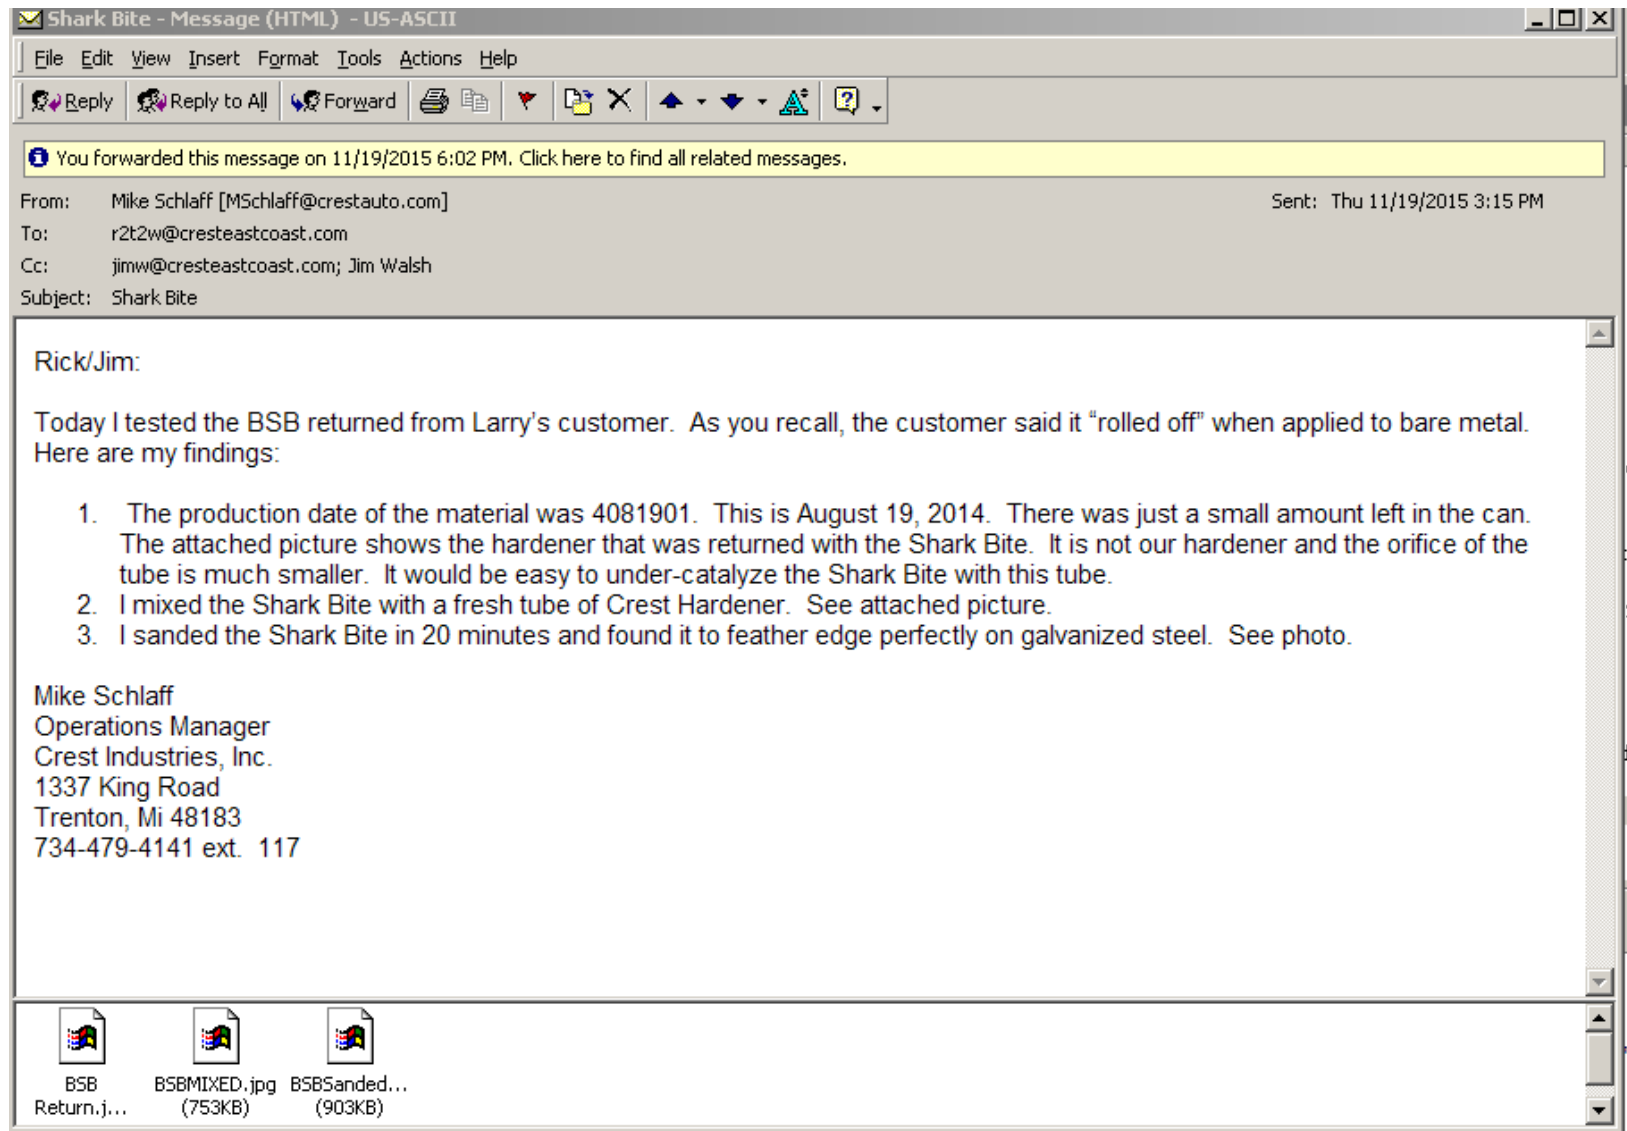 Shark Bite - Message (HTML) - US-ASCII
File Edit View Insert Format Tools Actions Help
Reply Reply to All Forward
You forwarded this message on 11/19/2015 6:02 PM. Click here to find all related messages.
From: Mike Schlaff [MSchlaff@crestauto.com] Sent: Thu 11/19/2015 3:15 PM
To: r2t2w@cresteastcoast.com
Cc: jimw@cresteastcoast.com; Jim Walsh
Subject: Shark Bite
Rick/Jim:
Today I tested the BSB returned from Larry’s customer.  As you recall, the customer said it “rolled off” when applied to bare metal.
Here are my findings:
1. The production date of the material was 4081901.  This is August 19, 2014.  There was just a small amount left in the can.
The attached picture shows the hardener that was returned with the Shark Bite.  It is not our hardener and the orifice of the
tube is much smaller.  It would be easy to under-catalyze the Shark Bite with this tube.
2. I mixed the Shark Bite with a fresh tube of Crest Hardener.  See attached picture.
3. I sanded the Shark Bite in 20 minutes and found it to feather edge perfectly on galvanized steel.  See photo.
Mike Schlaff
Operations Manager
Crest Industries, Inc.
1337 King Road
Trenton, Mi 48183
734-479-4141 ext.  117
BSB BSBMIXED.jpg BSBSanded...
Return.j... (753KB) (903KB)